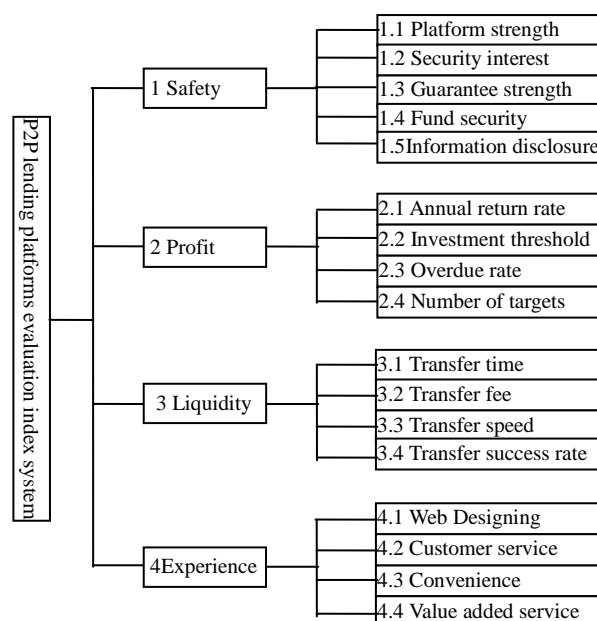 P2P lending platforms evaluation index system
1 Safety
1.1 Platform strength
1.2 Security interest
1.3 Guarantee strength
1.4 Fund security
1.5Information disclosure
2 Profit
2.1 Annual return rate
2.2 Investment threshold
2.3 Overdue rate
2.4 Number of targets
3 Liquidity
3.1 Transfer time
3.2 Transfer fee
3.3 Transfer speed
3.4 Transfer success rate
4Experience
4.1 Web Designing
4.2 Customer service
4.3 Convenience
4.4 Value added service